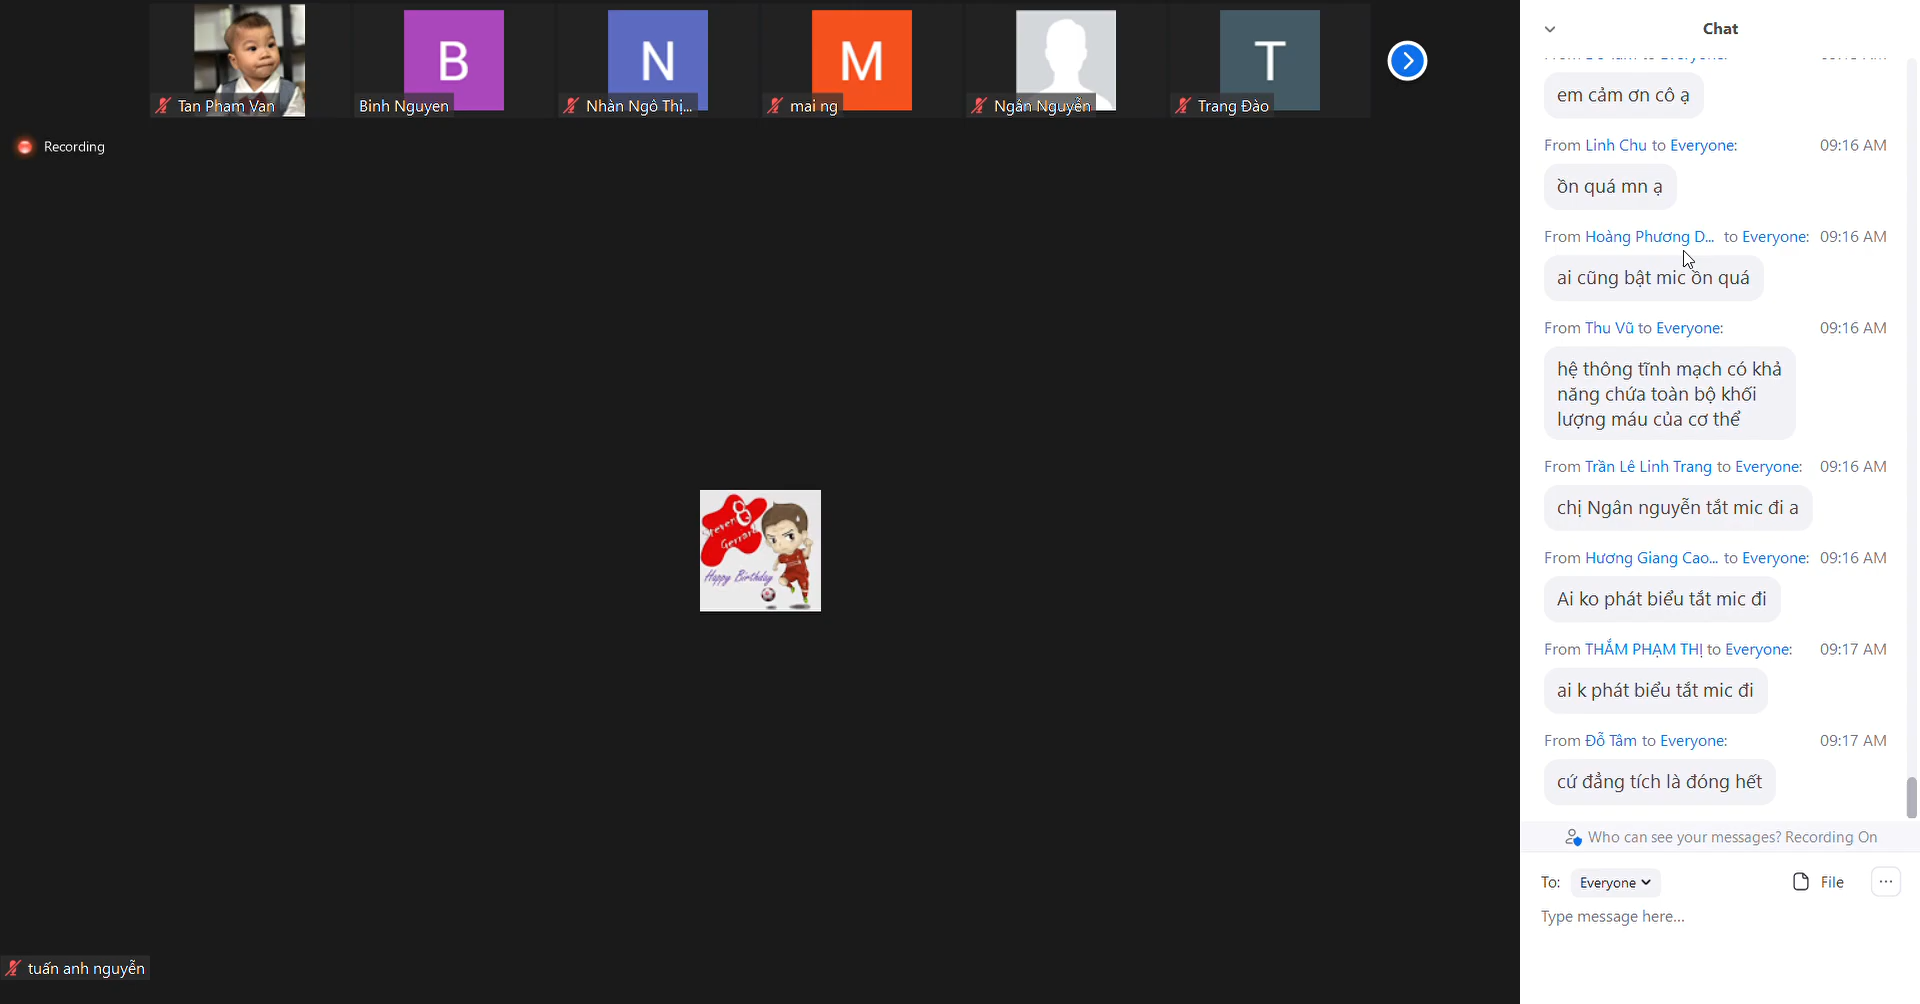 B
N
M
T
Tan Pham Van
Binh Nguyen
Nhàn Ngô Thị...
mai ng
Ngân Nguyễn
Trang Đào
Recording
Steven
Gerrard
8
Happy Birthday
tuấn anh nguyễn
Chat
em cảm ơn cô ạ
From Linh Chu to Everyone: 09:16 AM
ồn quá mn ạ
From Hoàng Phương D... to Everyone: 09:16 AM
ai cũng bật mic ồn quá
From Thu Vũ to Everyone: 09:16 AM
hệ thông tĩnh mạch có khả
năng chứa toàn bộ khối
lượng máu của cơ thể
From Trần Lê Linh Trang to Everyone: 09:16 AM
chị Ngân nguyễn tắt mic đi a
From Hương Giang Cao... to Everyone: 09:16 AM
Ai ko phát biểu tắt mic đi
From THẮM PHẠM THỊ to Everyone: 09:17 AM
ai k phát biểu tắt mic đi
From Đỗ Tâm to Everyone: 09:17 AM
cứ đẳng tích là đóng hết
Who can see your messages? Recording On
To: Everyone File ...
Type message here...